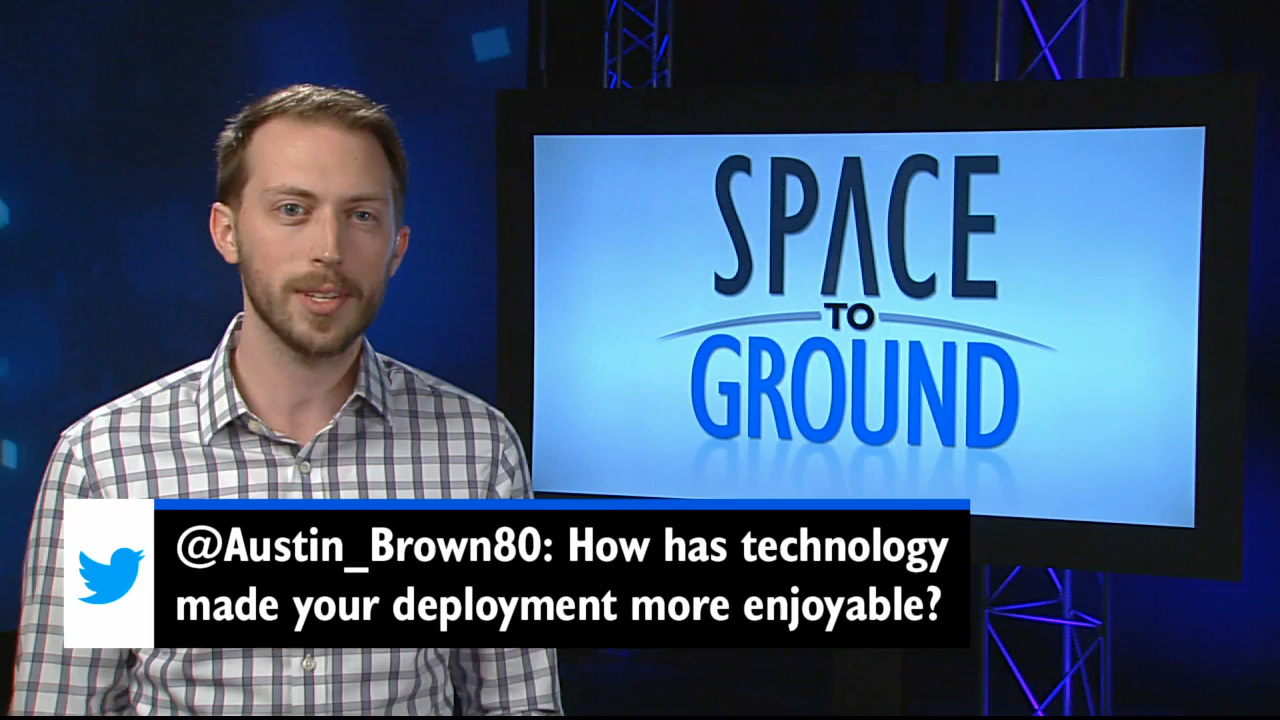 SPACE
TO
GROUND
@Austin_Brown80: How has technology
made your deployment more enjoyable?